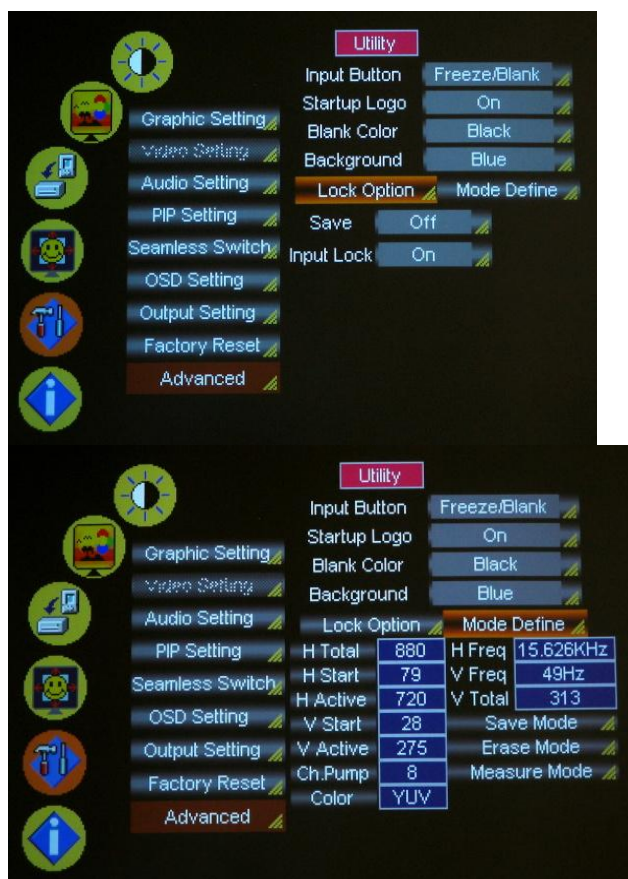 Utility
Input Button Freeze/Blank
Startup Logo On
Blank Color Black
Background Blue
Lock Option Mode Define
Save Off
Input Lock On
Graphic Setting
Video Setting
Audio Setting
PIP Setting
Seamless Switch
OSD Setting
Output Setting
Factory Reset
Advanced
Utility
Input Button Freeze/Blank
Startup Logo On
Blank Color Black
Background Blue
Lock Option Mode Define
H Total 880 H Freq 15.626KHz
H Start 79 V Freq 49Hz
H Active 720 V Total 313
V Start 28 Save Mode
V Active 275 Erase Mode
Ch.Pump 8 Measure Mode
Color YUV
Graphic Setting
Video Setting
Audio Setting
PIP Setting
Seamless Switch
OSD Setting
Output Setting
Factory Reset
Advanced